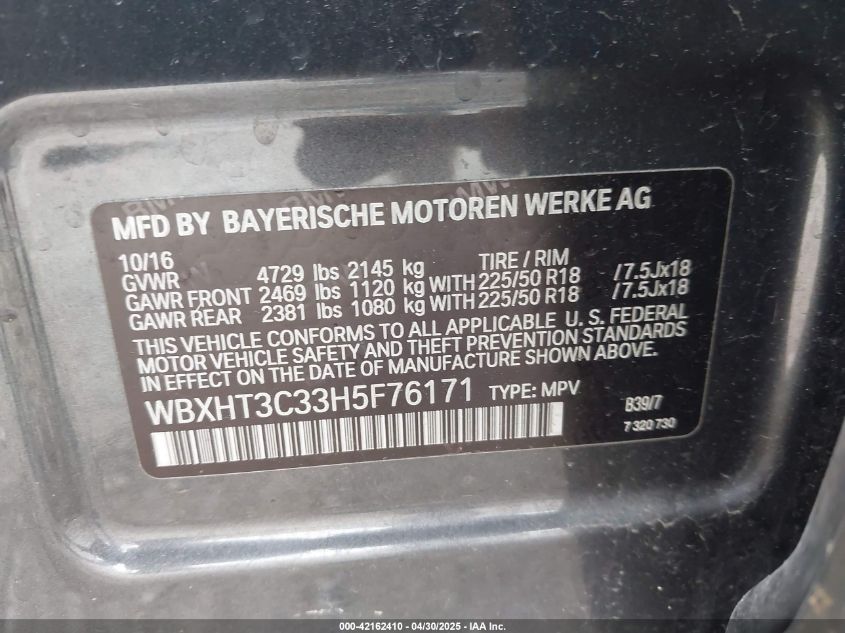 MFD BY BAYERISCHE MOTOREN WERKE AG
10/16 TIRE / RIM
GVWR 4729 lbs 2145 kg
GAWR FRONT 2469 lbs 1120 kg WITH 225/50 R18 /7.5Jx18
GAWR REAR 2381 lbs 1080 kg WITH 225/50 R18 /7.5Jx18
THIS VEHICLE CONFORMS TO ALL APPLICABLE U. S. FEDERAL
MOTOR VEHICLE SAFETY AND THEFT PREVENTION STANDARDS
IN EFFECT ON THE DATE OF MANUFACTURE SHOWN ABOVE.
WBXHT3C33H5F76171 TYPE: MPV B39/7
7 320 730
000-42162410 - 04/30/2025 - IAA Inc.